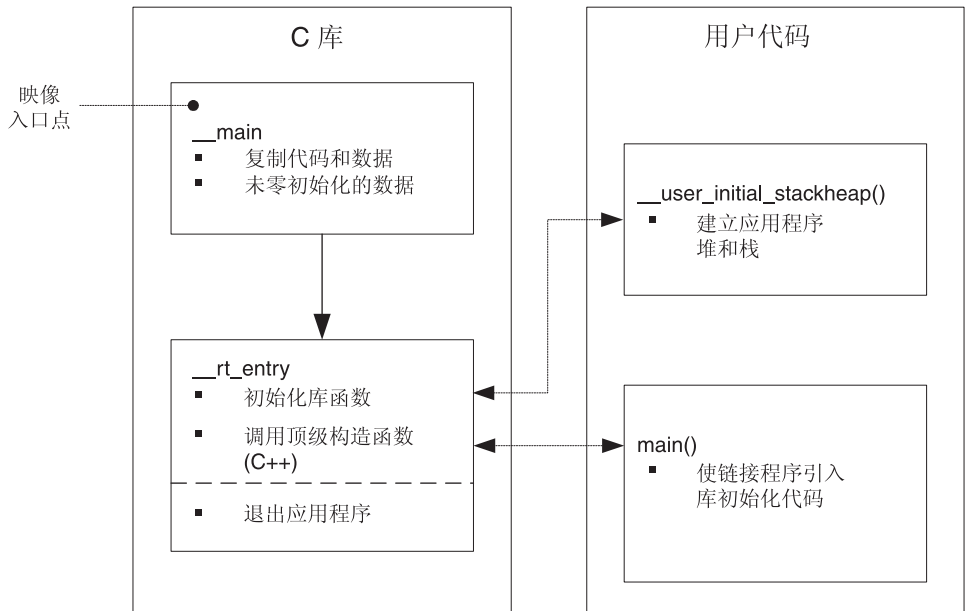 C 库
用户代码
映像
入口点
__main
▪ 复制代码和数据
▪ 未零初始化的数据
__user_initial_stackheap()
▪ 建立应用程序
堆和栈
__rt_entry
▪ 初始化库函数
▪ 调用顶级构造函数
(C++)
▪ 退出应用程序
main()
▪ 使链接程序引入
库初始化代码